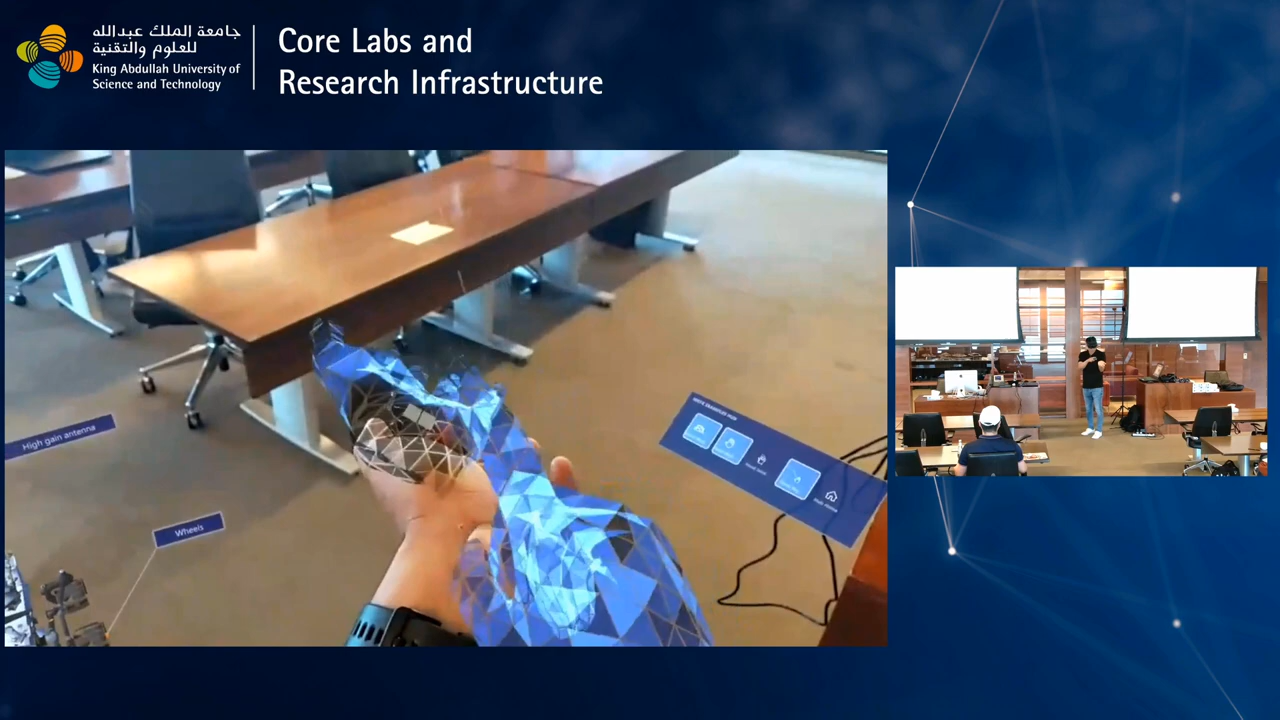 جامعة الملك عبدالله
للعلوم والتقنية
King Abdullah University of
Science and Technology
Core Labs and
Research Infrastructure
High gain antenna
Wheels